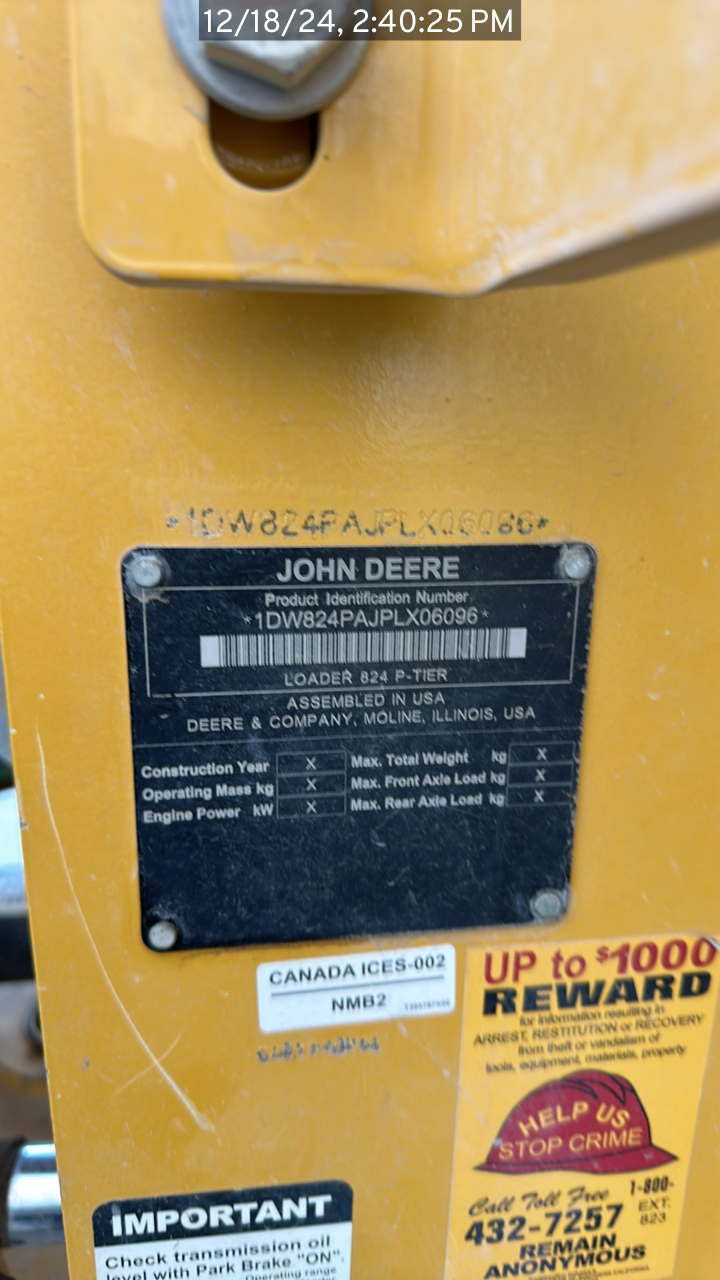 12/18/24, 2:40:25 PM
*1DW824PAJPLX06096*
JOHN DEERE
Product Identification Number
*1DW824PAJPLX06096*
LOADER 824 P-TIER
ASSEMBLED IN USA
DEERE & COMPANY, MOLINE, ILLINOIS, USA
Construction Year X Max. Total Weight kg X
Operating Mass kg X Max. Front Axle Load kg X
Engine Power kW X Max. Rear Axle Load kg X
CANADA ICES-002
NMB2
UP to $1000
REWARD
for information resulting in
ARREST, RESTITUTION or RECOVERY
from theft or vandalism of
tools, equipment, materials, property
HELP US
STOP CRIME
Call Toll Free 1-800-
432-7257 EXT.
823
REMAIN
ANONYMOUS
IMPORTANT
Check transmission oil
level with Park Brake "ON".
Operating range